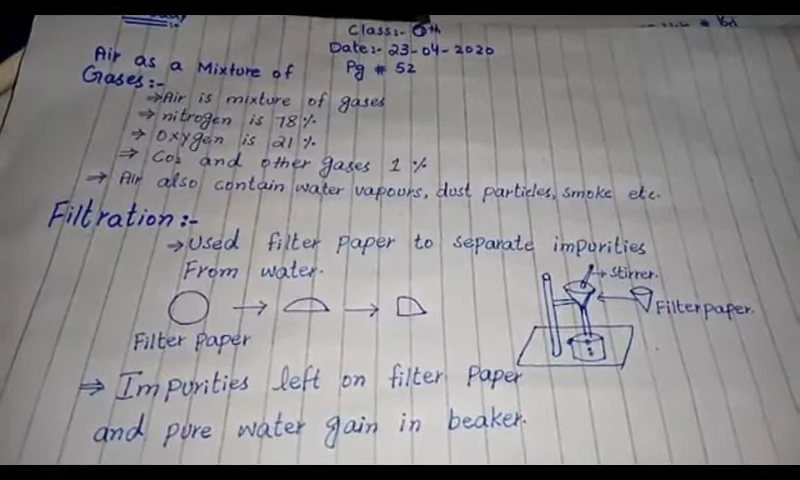 Class:- 6th
Date:- 23-04-2020
Pg # 52
Air as a Mixture of
Gases:-
→ Air is mixture of gases
→ nitrogen is 78%
→ Oxygen is 21%
→ CO2 and other gases 1%
→ Air also contain water vapours, dust particles, smoke etc.
Filtration:-
→ Used filter paper to separate impurities
From water.
→ Stirrer.
Filter paper.
Filter Paper
⇒ Impurities left on filter paper
and pure water gain in beaker.